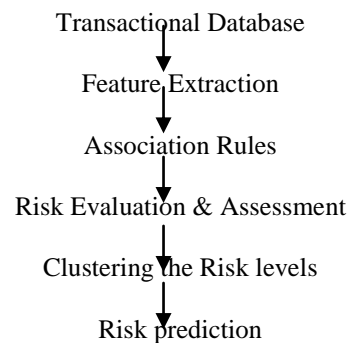 Transactional Database
Feature Extraction
Association Rules
Risk Evaluation & Assessment
Clustering the Risk levels
Risk prediction